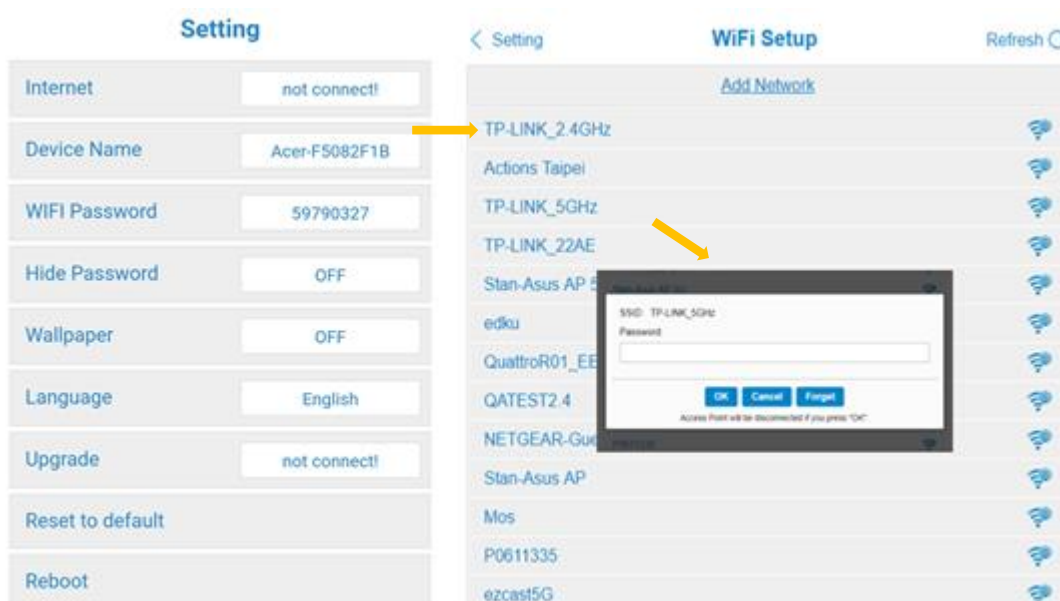 Setting
Internet
not connect!
Device Name
Acer-F5082F1B
WIFI Password
59790327
Hide Password
OFF
Wallpaper
OFF
Language
English
Upgrade
not connect!
Reset to default
Reboot
Setting
WiFi Setup
Refresh
Add Network
TP-LINK_2.4GHz
Actions Taipei
TP-LINK_5GHz
TP-LINK_22AE
Stan-Asus AP
edku
QuattroR01_EE
QATEST2.4
NETGEAR-Gue
Stan-Asus AP
Mos
P0611335
ezcast5G
SSID: TP-LINK_5GHz
Password
OK Cancel Forget
Access Point will be disconnected if you press "OK"